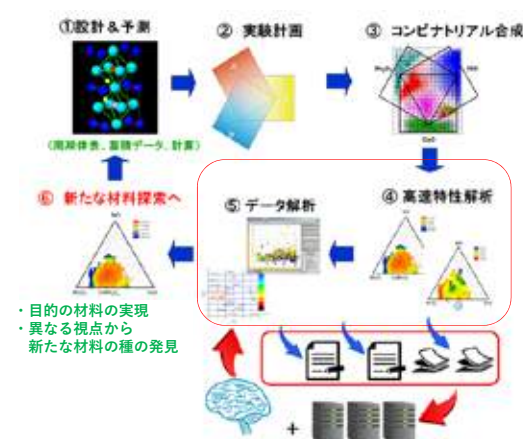 ①設計＆予測
② 実験計画
③ コンビナトリアル合成
(周期律表、蓄積データ、計算)
⑥ 新たな材料探索へ
⑤ データ解析
④ 高速特性解析
・目的の材料の実現
・異なる視点から
新たな材料の種の発見
+